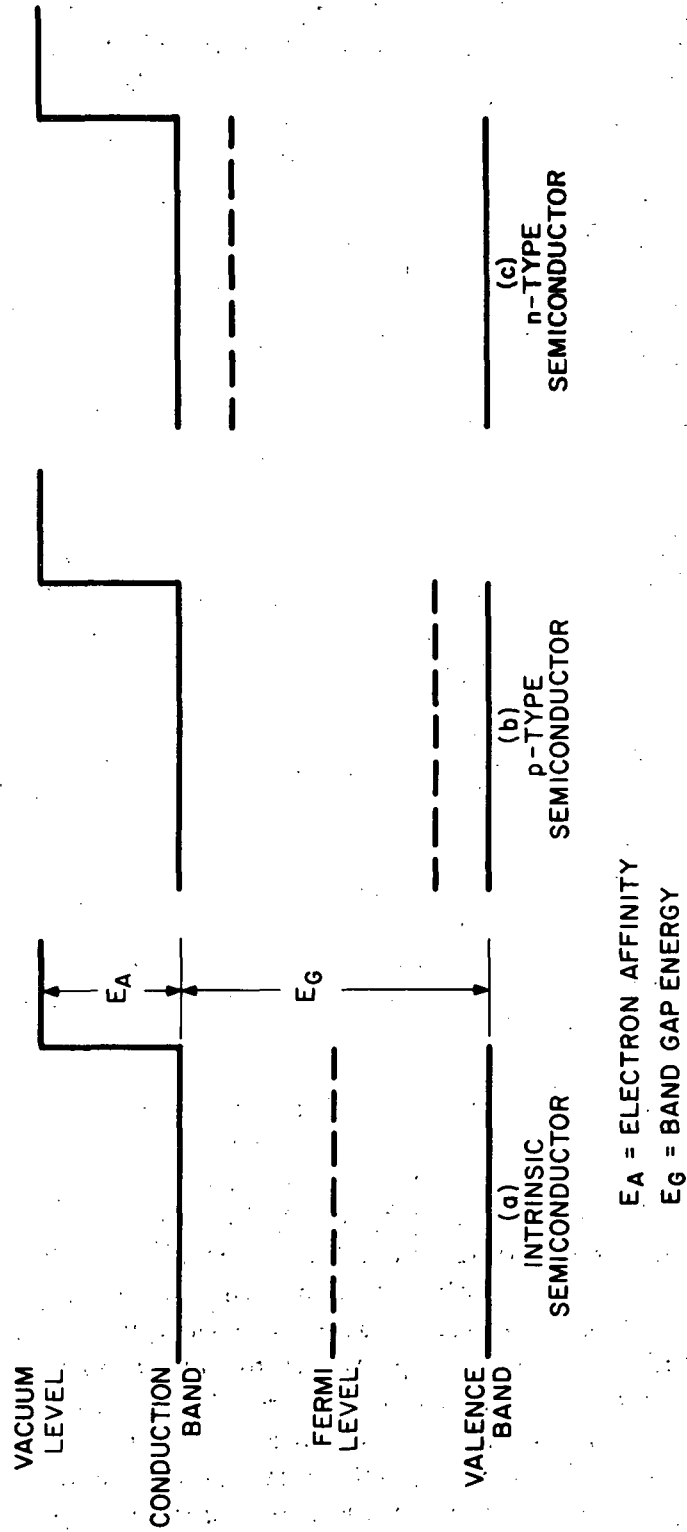 VACUUM
LEVEL
CONDUCTION
BAND
FERMI
LEVEL
VALENCE
BAND
E_A
E_G
(a)
INTRINSIC
SEMICONDUCTOR
(b)
p-TYPE
SEMICONDUCTOR
(c)
n-TYPE
SEMICONDUCTOR
E_A = ELECTRON AFFINITY
E_G = BAND GAP ENERGY